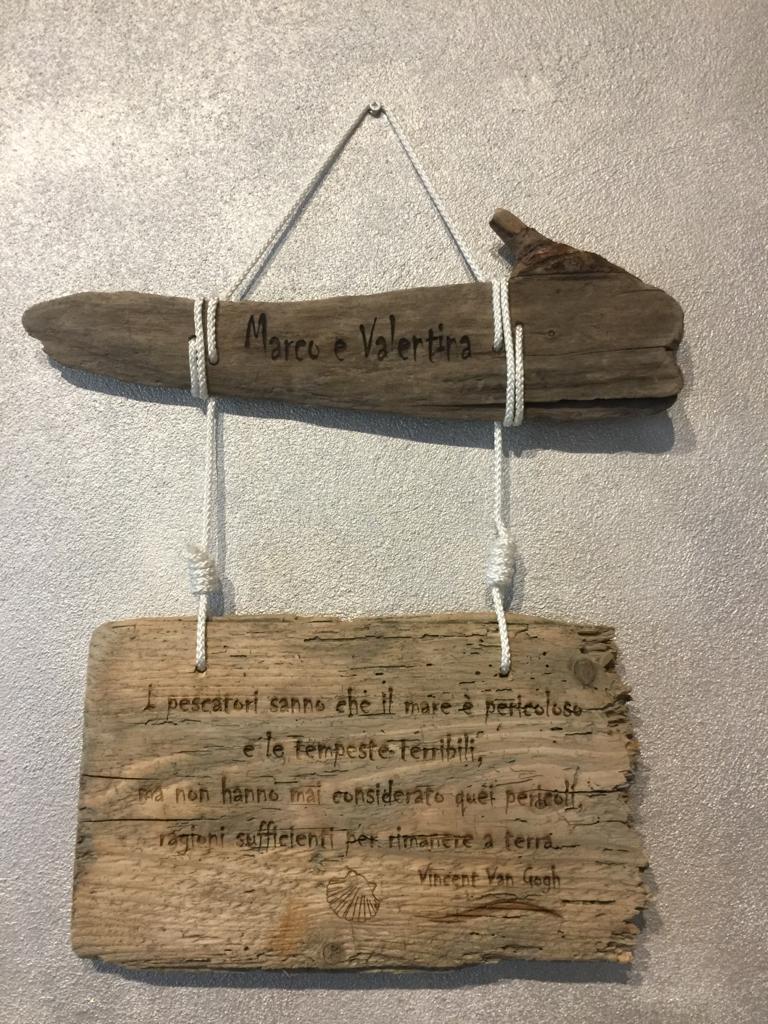 Marco e Valentina
I pescatori sanno che il mare è pericoloso
e le tempeste terribili,
ma non hanno mai considerato quei pericoli,
ragioni sufficienti per rimanere a terra.
Vincent Van Gogh